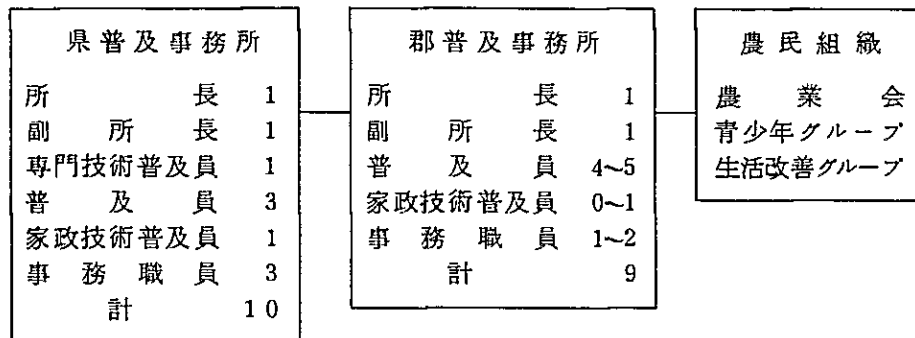 県普及事務所
所長 1
副所長 1
専門技術普及員 1
普及員 3
家政技術普及員 1
事務職員 3
計 10
郡普及事務所
所長 1
副所長 1
普及員 4~5
家政技術普及員 0~1
事務職員 1~2
計 9
農民組織
農業会
青少年グループ
生活改善グループ